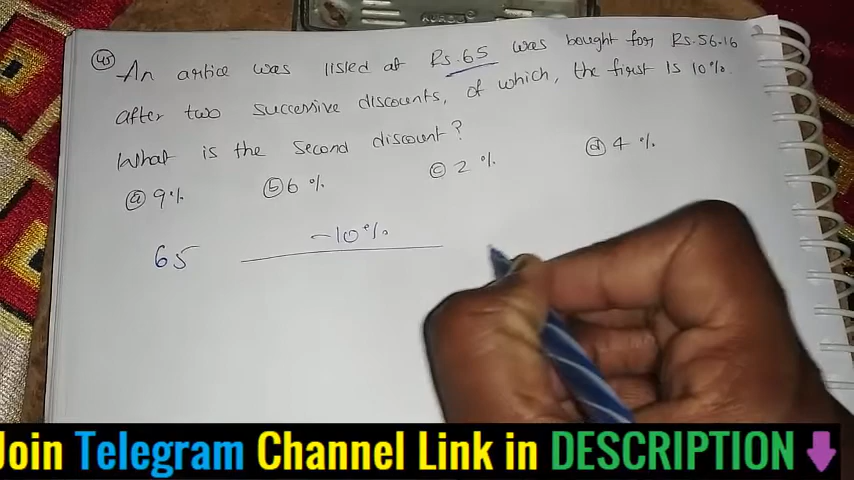 45 An artice was listed at Rs.65 was bought for Rs.56.16
after two successive discounts, of which, the first is 10%.
What is the second discount?
a 9% b 6% c 2% d 4%
-10%
65
Join Telegram Channel Link in DESCRIPTION